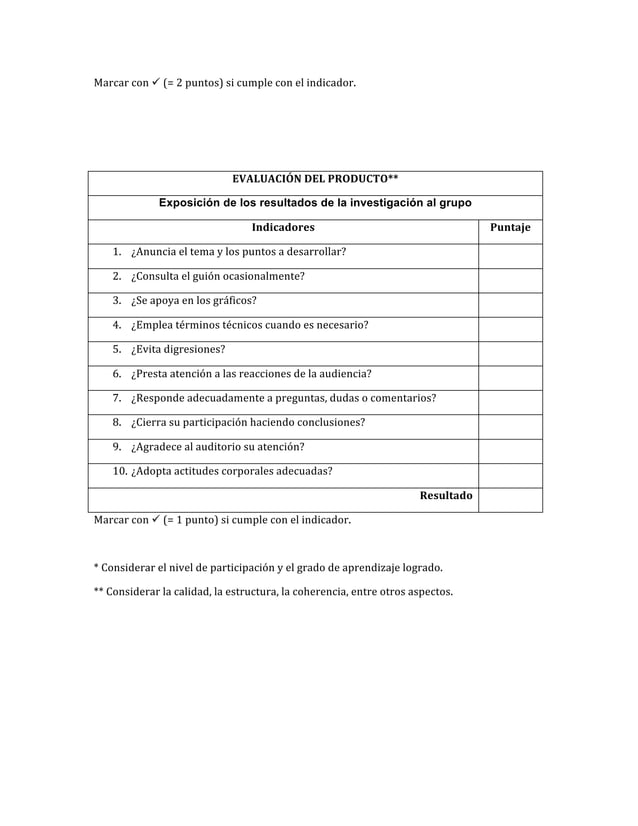 Marcar con ✓ (= 2 puntos) si cumple con el indicador.
EVALUACIÓN DEL PRODUCTO**
Exposición de los resultados de la investigación al grupo
Indicadores Puntaje
1. ¿Anuncia el tema y los puntos a desarrollar?
2. ¿Consulta el guión ocasionalmente?
3. ¿Se apoya en los gráficos?
4. ¿Emplea términos técnicos cuando es necesario?
5. ¿Evita digresiones?
6. ¿Presta atención a las reacciones de la audiencia?
7. ¿Responde adecuadamente a preguntas, dudas o comentarios?
8. ¿Cierra su participación haciendo conclusiones?
9. ¿Agradece al auditorio su atención?
10. ¿Adopta actitudes corporales adecuadas?
Resultado
Marcar con ✓ (= 1 punto) si cumple con el indicador.
* Considerar el nivel de participación y el grado de aprendizaje logrado.
** Considerar la calidad, la estructura, la coherencia, entre otros aspectos.